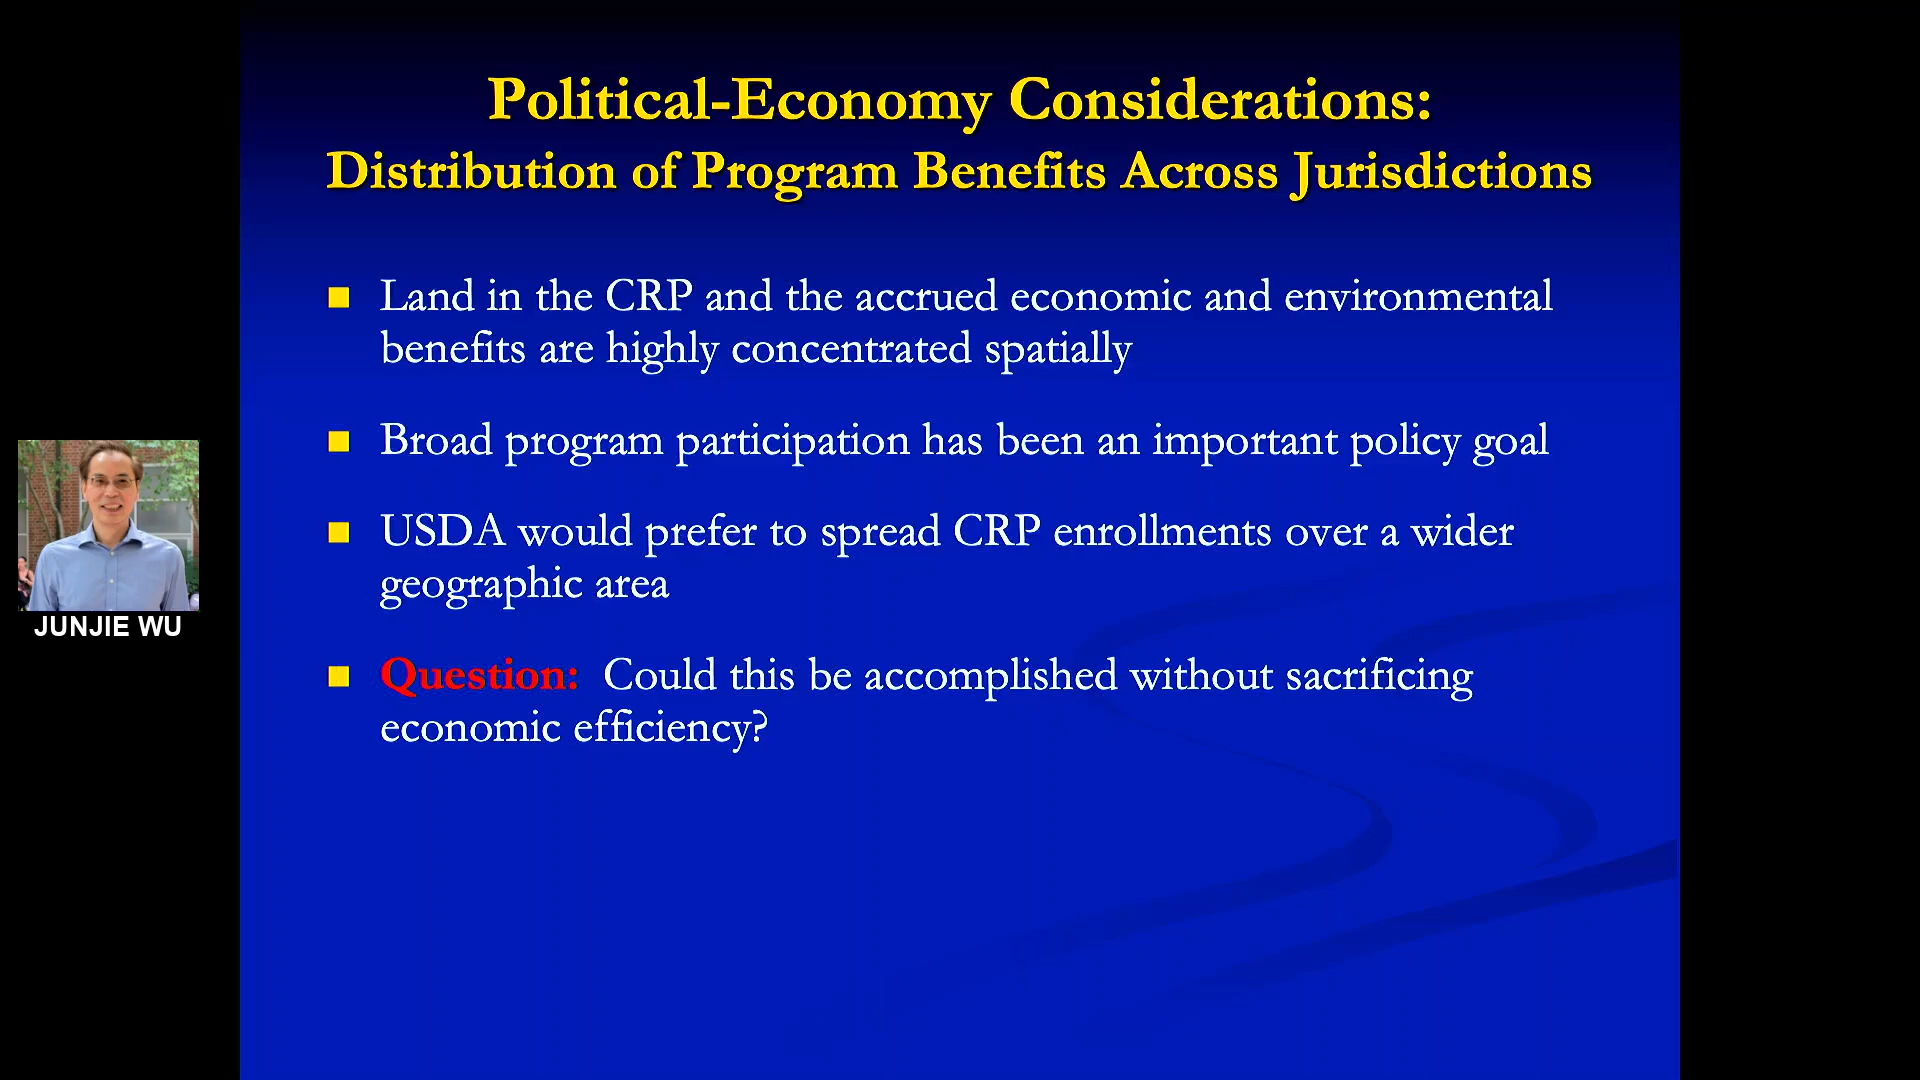 Political-Economy Considerations:
Distribution of Program Benefits Across Jurisdictions
Land in the CRP and the accrued economic and environmental
benefits are highly concentrated spatially
Broad program participation has been an important policy goal
USDA would prefer to spread CRP enrollments over a wider
geographic area
Question: Could this be accomplished without sacrificing
economic efficiency?
JUNJIE WU